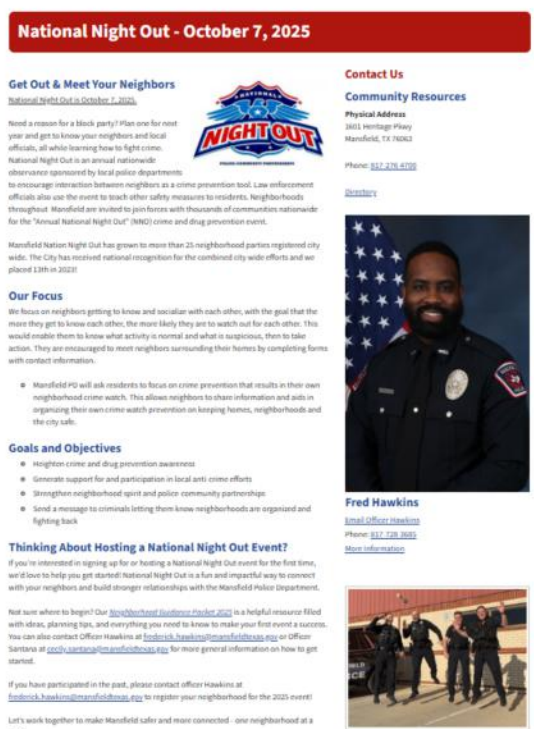 National Night Out - October 7, 2025
Get Out & Meet Your Neighbors
National Night Out is October 7, 2025.
Need a reason for a block party? Plan one for next
year and get to know your neighbors and local
officials, all while learning how to fight crime.
National Night Out is an annual nationwide
observance sponsored by local police departments
to encourage interaction between neighbors as a crime prevention tool. Law enforcement
officials also use the event to teach other safety measures to residents. Neighborhoods
throughout Mansfield are invited to join forces with thousands of communities nationwide
for the "Annual National Night Out" (NNO) crime and drug prevention event.
Mansfield Nation Night Out has grown to more than 25 neighborhood parties registered city
wide. The City has received national recognition for the combined city wide efforts and we
placed 13th in 2023!
NATIONAL
NIGHT OUT
POLICE-COMMUNITY PARTNERSHIPS
Our Focus
We focus on neighbors getting to know and socialize with each other, with the goal that the
more they get to know each other, the more likely they are to watch out for each other. This
would enable them to know what activity is normal and what is suspicious, then to take
action. They are encouraged to meet neighbors surrounding their homes by completing forms
with contact information.
Mansfield PD will ask residents to focus on crime prevention that results in their own
neighborhood crime watch. This allows neighbors to share information and aids in
organizing their own crime watch prevention on keeping homes, neighborhoods and
the city safe.
Goals and Objectives
Heighten crime and drug prevention awareness
Generate support for and participation in local anti-crime efforts
Strengthen neighborhood spirit and police community partnerships
Send a message to criminals letting them know neighborhoods are organized and
fighting back
Thinking About Hosting a National Night Out Event?
If you're interested in signing up for or hosting a National Night Out event for the first time,
we'd love to help you get started! National Night Out is a fun and impactful way to connect
with your neighbors and build stronger relationships with the Mansfield Police Department.
Not sure where to begin? Our Neighborhood Guidance Packet 2025 is a helpful resource filled
with ideas, planning tips, and everything you need to know to make your first event a success.
You can also contact Officer Hawkins at frederick.hawkins@mansfieldtexas.gov or Officer
Santana at cecily.santana@mansfieldtexas.gov for more general information on how to get
started.
If you have participated in the past, please contact officer Hawkins at
frederick.hawkins@mansfieldtexas.gov to register your neighborhood for the 2025 event!
Let's work together to make Mansfield safer and more connected - one neighborhood at a
Contact Us
Community Resources
Physical Address
1601 Heritage Pkwy
Mansfield, TX 76063
Phone: 817-276-4700
Directory
Fred Hawkins
Email Officer Hawkins
Phone: 817-728-3685
More Information